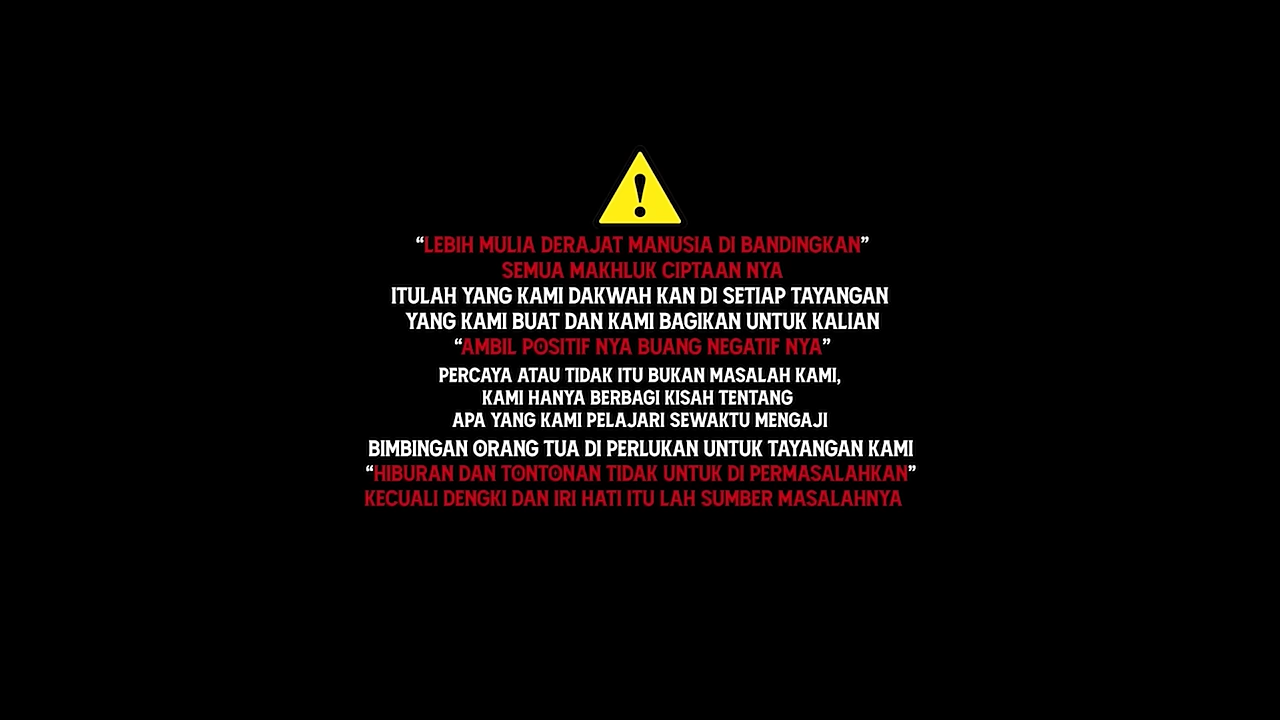 “LEBIH MULIA DERAJAT MANUSIA DI BANDINGKAN”
SEMUA MAKHLUK CIPTAAN NYA
ITULAH YANG KAMI DAKWAH KAN DI SETIAP TAYANGAN
YANG KAMI BUAT DAN KAMI BAGIKAN UNTUK KALIAN
“AMBIL POSITIF NYA BUANG NEGATIF NYA”
PERCAYA ATAU TIDAK ITU BUKAN MASALAH KAMI,
KAMI HANYA BERBAGI KISAH TENTANG
APA YANG KAMI PELAJARI SEWAKTU MENGAJI
BIMBINGAN ORANG TUA DI PERLUKAN UNTUK TAYANGAN KAMI
“HIBURAN DAN TONTONAN TIDAK UNTUK DI PERMASALAHKAN”
KECUALI DENGKI DAN IRI HATI ITU LAH SUMBER MASALAHNYA